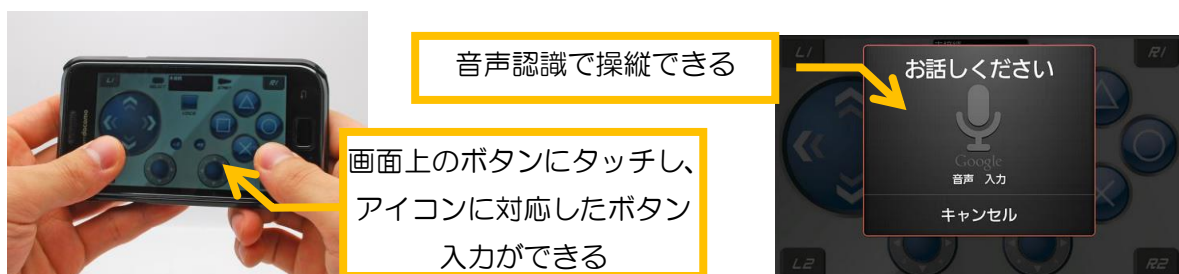 音声認識で操縦できる
画面上のボタンにタッチし、
アイコンに対応したボタン
入力ができる
L1
R1
docomo
L1
R1
お話しください
Google
音声 入力
キャンセル
L2
R2